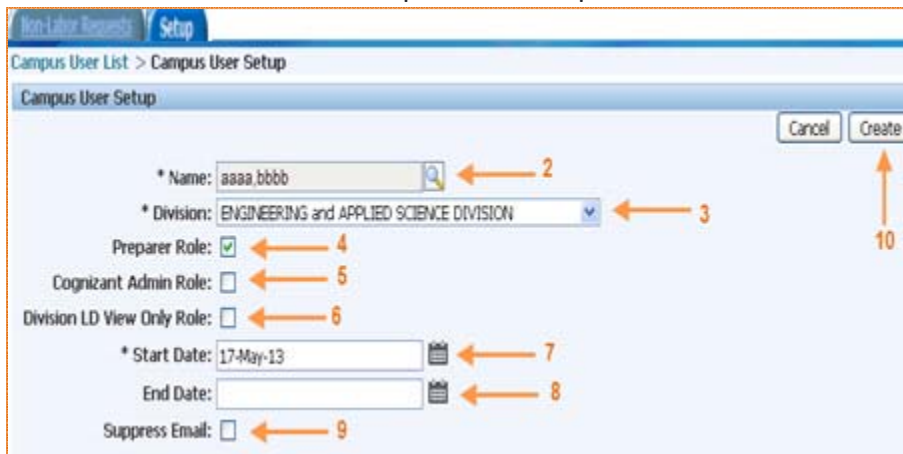 Non-Labor Requests Setup
Campus User List > Campus User Setup
Campus User Setup
Cancel Create
* Name: aaaa,bbbb 2
* Division: ENGINEERING and APPLIED SCIENCE DIVISION 3
Preparer Role: 4
10
Cognizant Admin Role: 5
Division LD View Only Role: 6
* Start Date: 17-May-13 7
End Date: 8
Suppress Email: 9